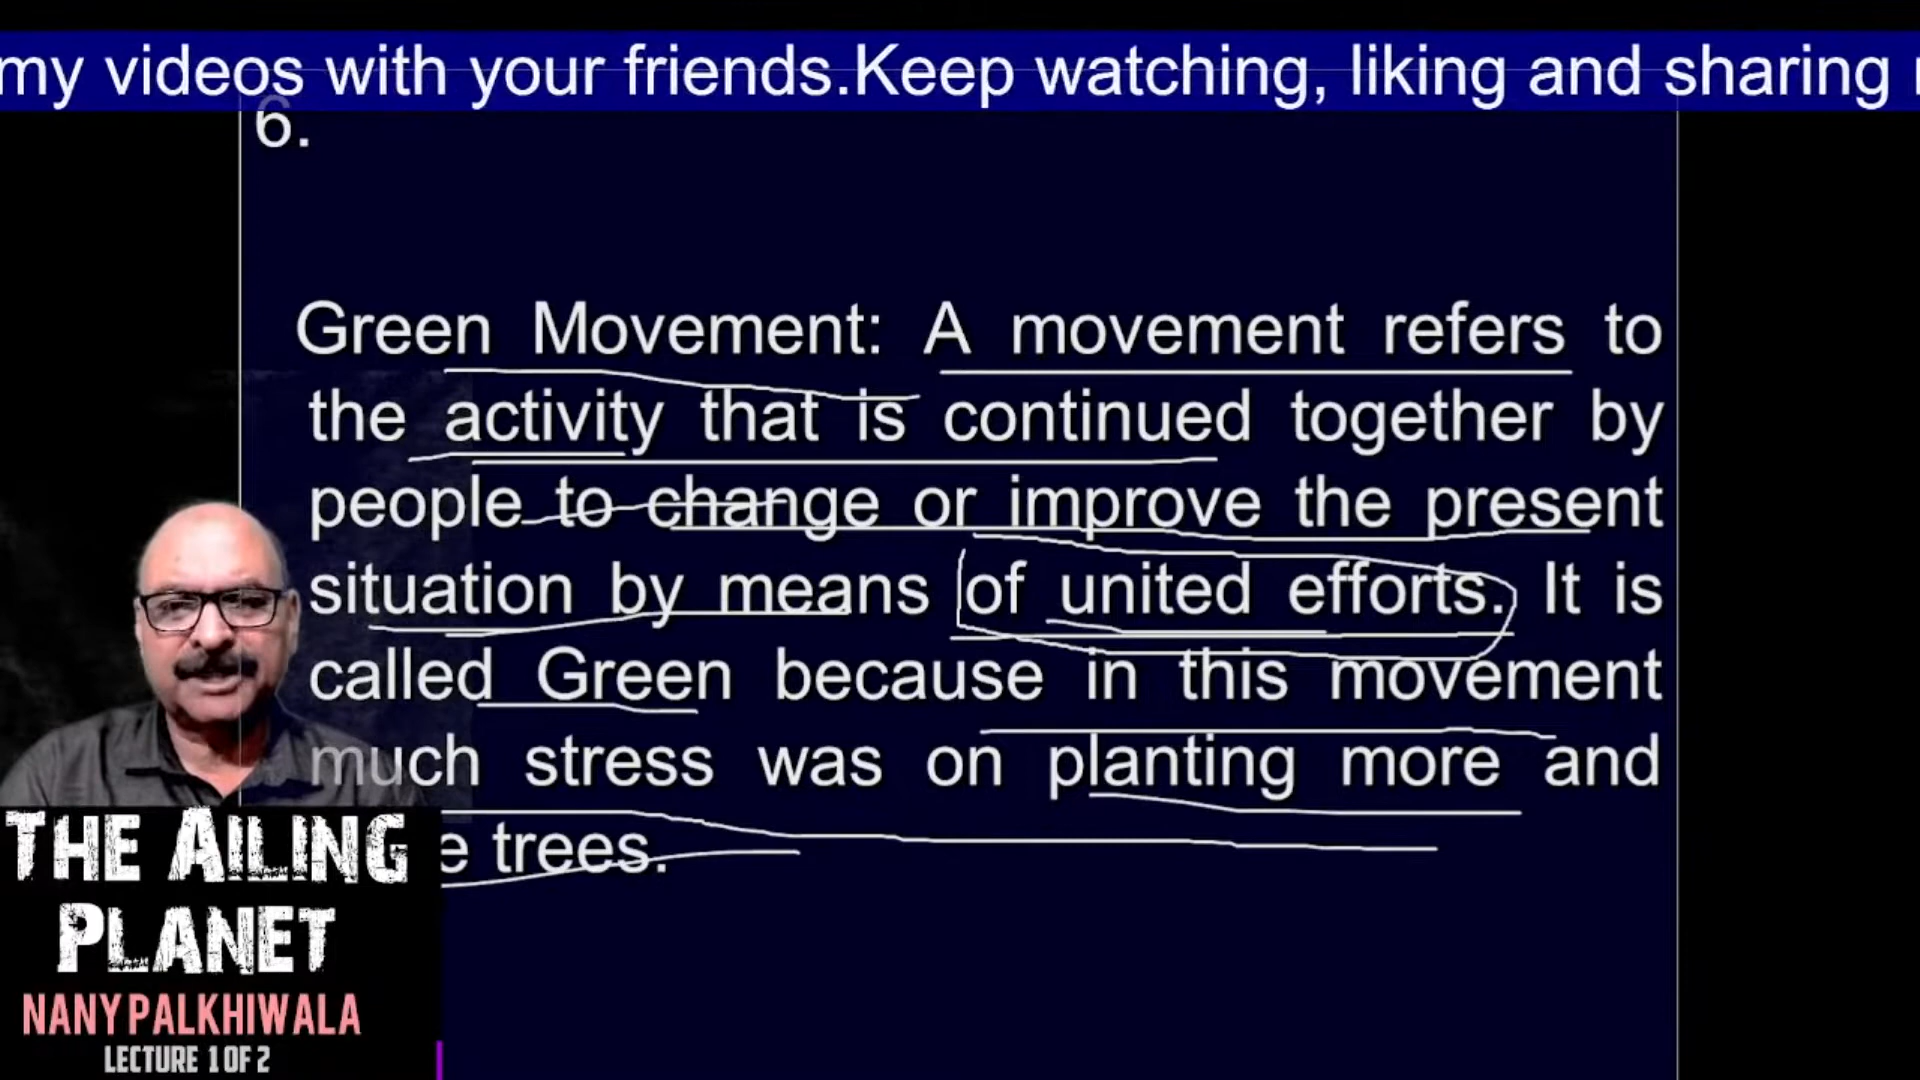 my videos with your friends.Keep watching, liking and sharing
6.
Green Movement: A movement refers to
the activity that is continued together by
people to change or improve the present
situation by means of united efforts. It is
called Green because in this movement
much stress was on planting more and
trees.
THE AILING
PLANET
NANY PALKHIWALA
LECTURE 1 OF 2